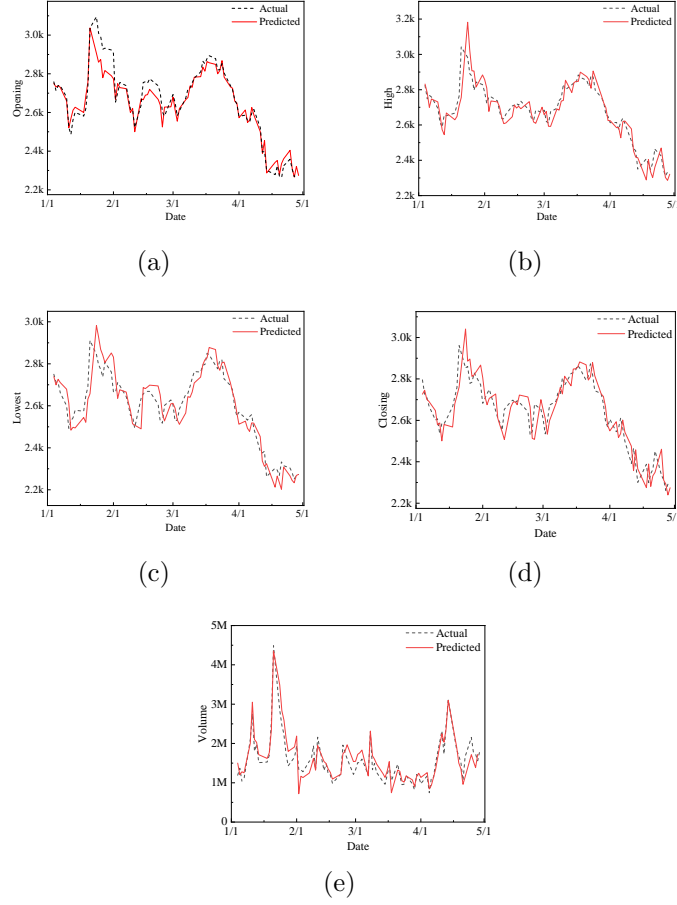 Actual
Predicted
3.0k
2.8k
2.6k
2.4k
2.2k
Opening
1/1
2/1
3/1
4/1
5/1
Date
(a)
Actual
Predicted
3.2k
3.0k
2.8k
2.6k
2.4k
2.2k
High
1/1
2/1
3/1
4/1
5/1
Date
(b)
Actual
Predicted
3.0k
2.8k
2.6k
2.4k
2.2k
Lowest
1/1
2/1
3/1
4/1
5/1
Date
(c)
Actual
Predicted
3.0k
2.8k
2.6k
2.4k
2.2k
Closing
1/1
2/1
3/1
4/1
5/1
Date
(d)
Actual
Predicted
5M
4M
3M
2M
1M
0
Volume
1/1
2/1
3/1
4/1
5/1
Date
(e)